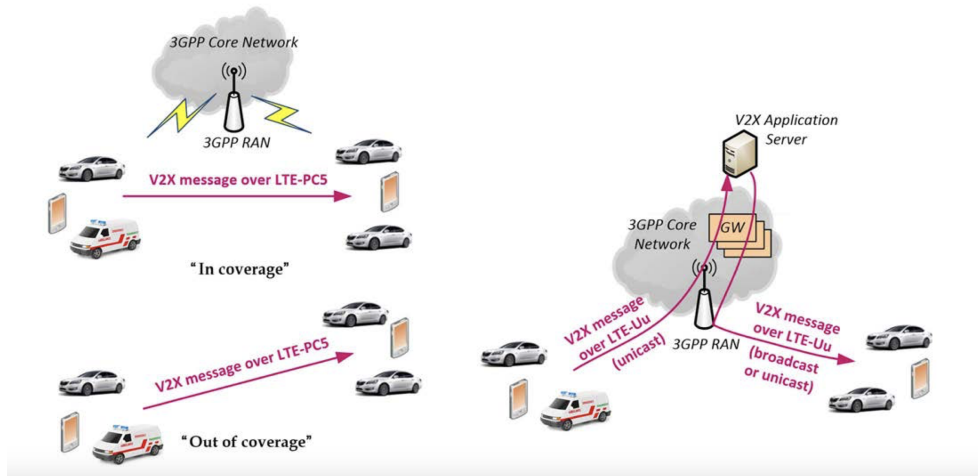 3GPP Core Network
3GPP RAN
V2X message over LTE-PC5
“In coverage”
V2X message over LTE-PC5
“Out of coverage”
V2X Application
Server
3GPP Core
Network
GW
V2X message
over LTE-Uu
(unicast)
3GPP RAN
V2X message
over LTE-Uu
(broadcast
or unicast)